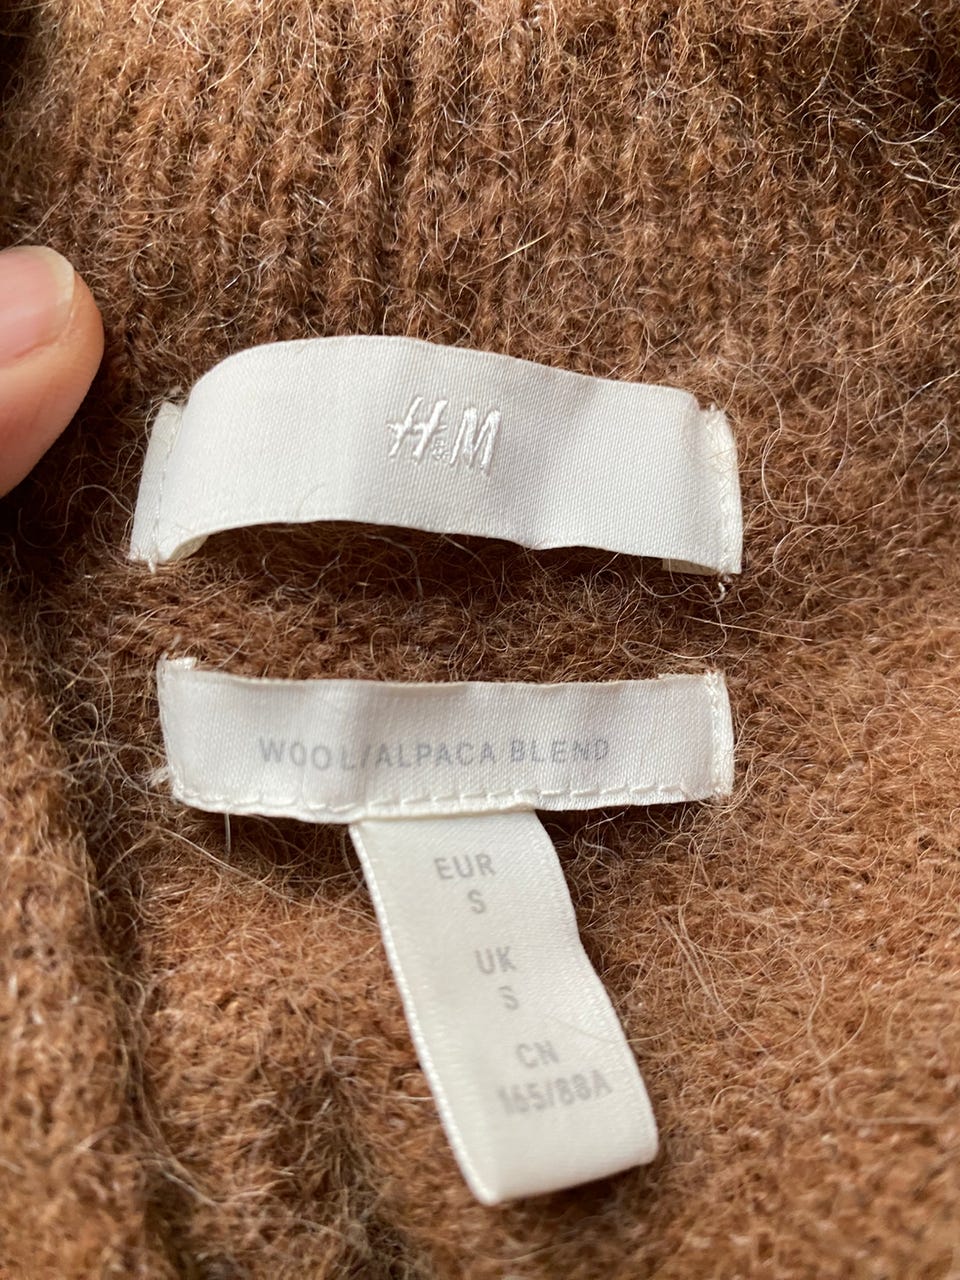 H&M
WOOL/ALPACA BLEND
EUR
S
UK
S
CN
165/88A